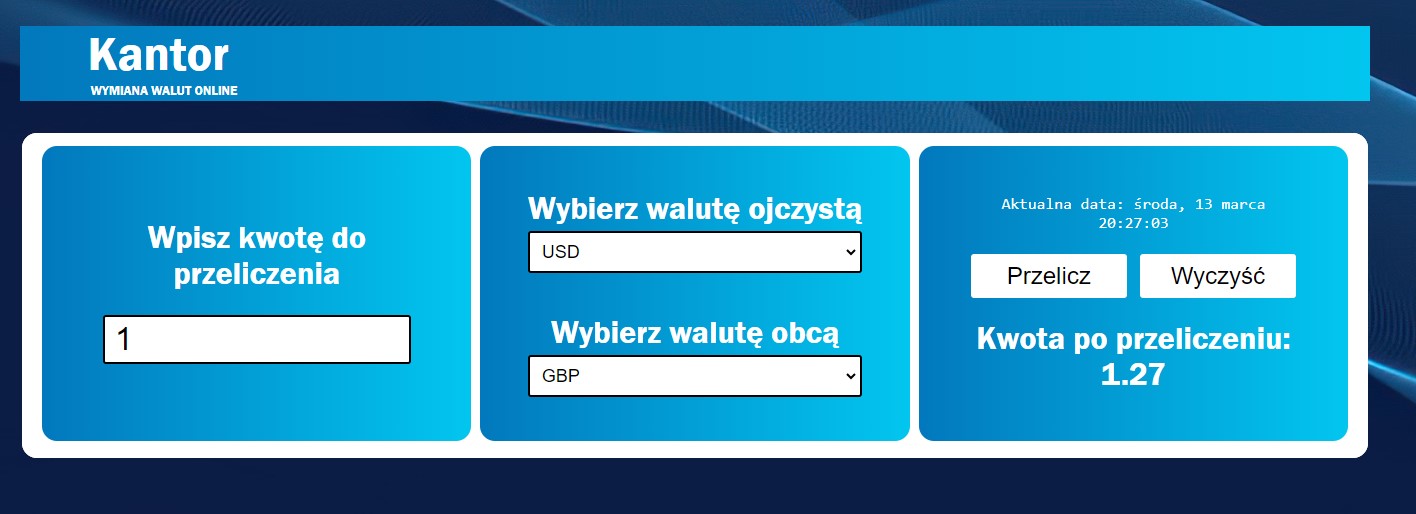 Kantor
WYMIANA WALUT ONLINE
Wpisz kwotę do
przeliczenia
1
Wybierz walutę ojczystą
USD
Wybierz walutę obcą
GBP
Aktualna data: środa, 13 marca
20:27:03
Przelicz Wyczyść
Kwota po przeliczeniu:
1.27